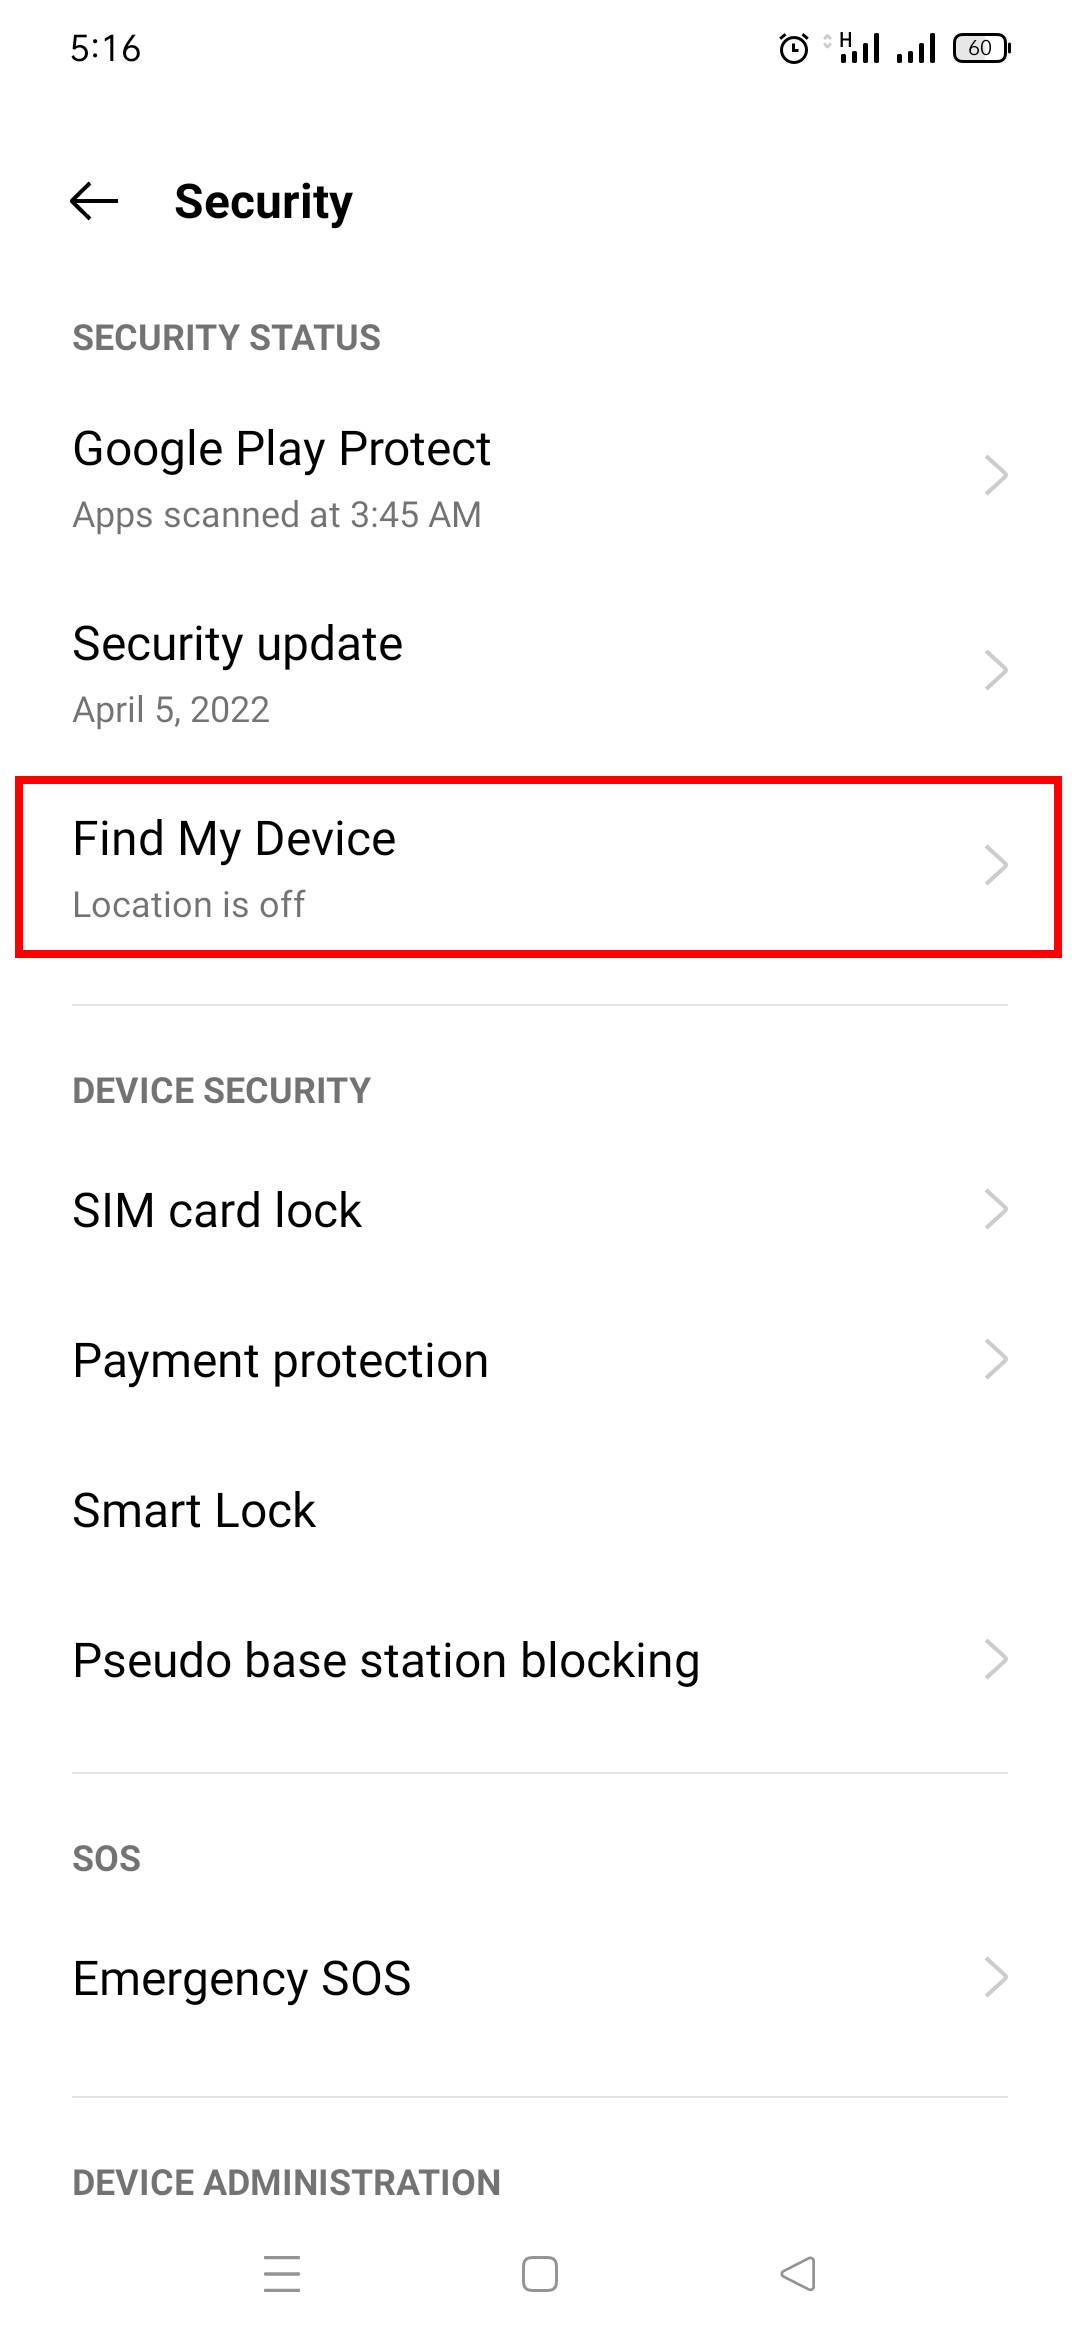 5:16
H
60
Security
SECURITY STATUS
Google Play Protect
Apps scanned at 3:45 AM
Security update
April 5, 2022
Find My Device
Location is off
DEVICE SECURITY
SIM card lock
Payment protection
Smart Lock
Pseudo base station blocking
SOS
Emergency SOS
DEVICE ADMINISTRATION